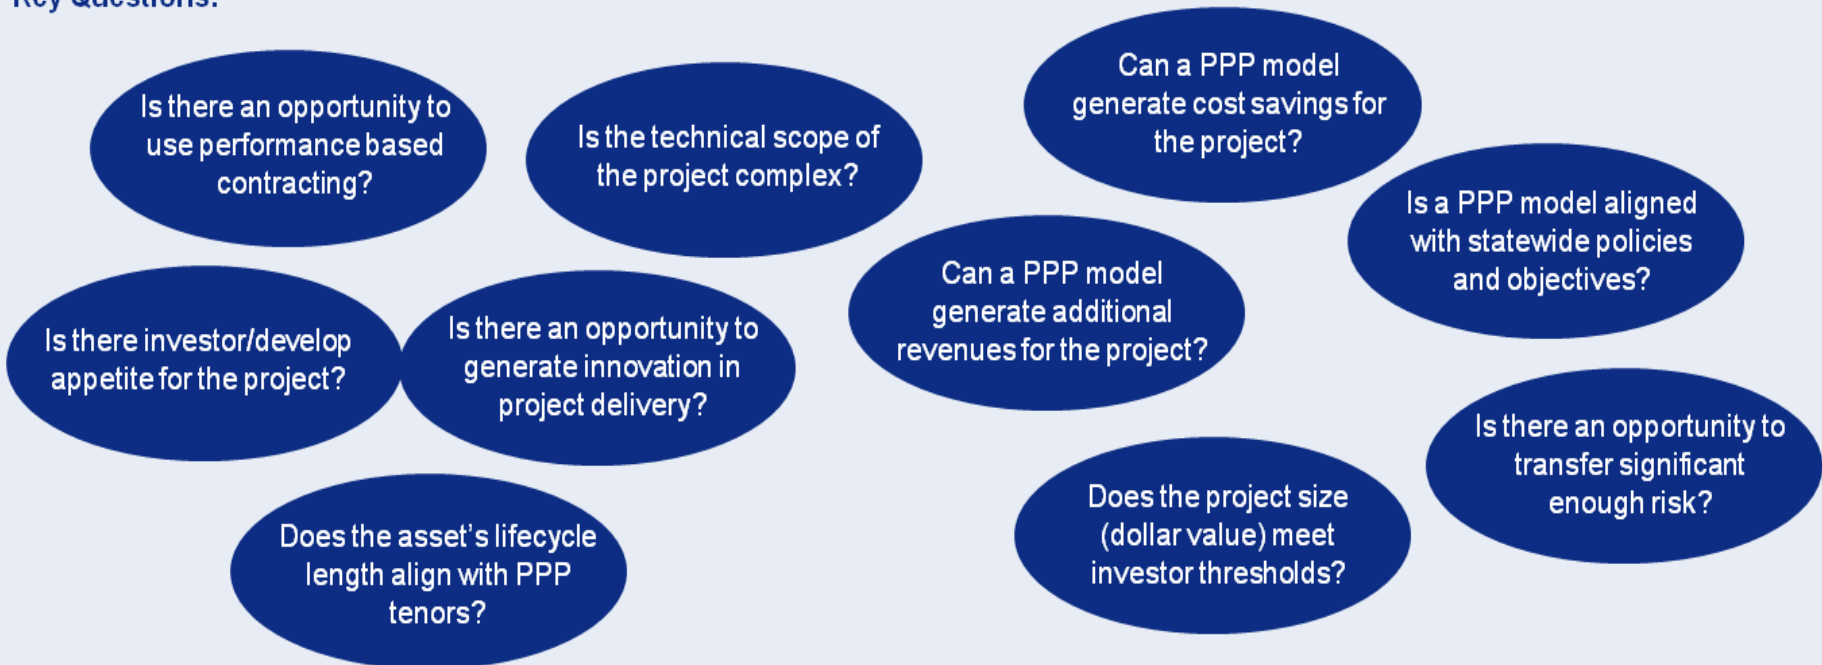 Key Questions:
Is there an opportunity to
use performance based
contracting?
Is the technical scope of
the project complex?
Can a PPP model
generate cost savings for
the project?
Is a PPP model aligned
with statewide policies
and objectives?
Can a PPP model
generate additional
revenues for the project?
Is there investor/develop
appetite for the project?
Is there an opportunity to
generate innovation in
project delivery?
Is there an opportunity to
transfer significant
enough risk?
Does the asset’s lifecycle
length align with PPP
tenors?
Does the project size
(dollar value) meet
investor thresholds?